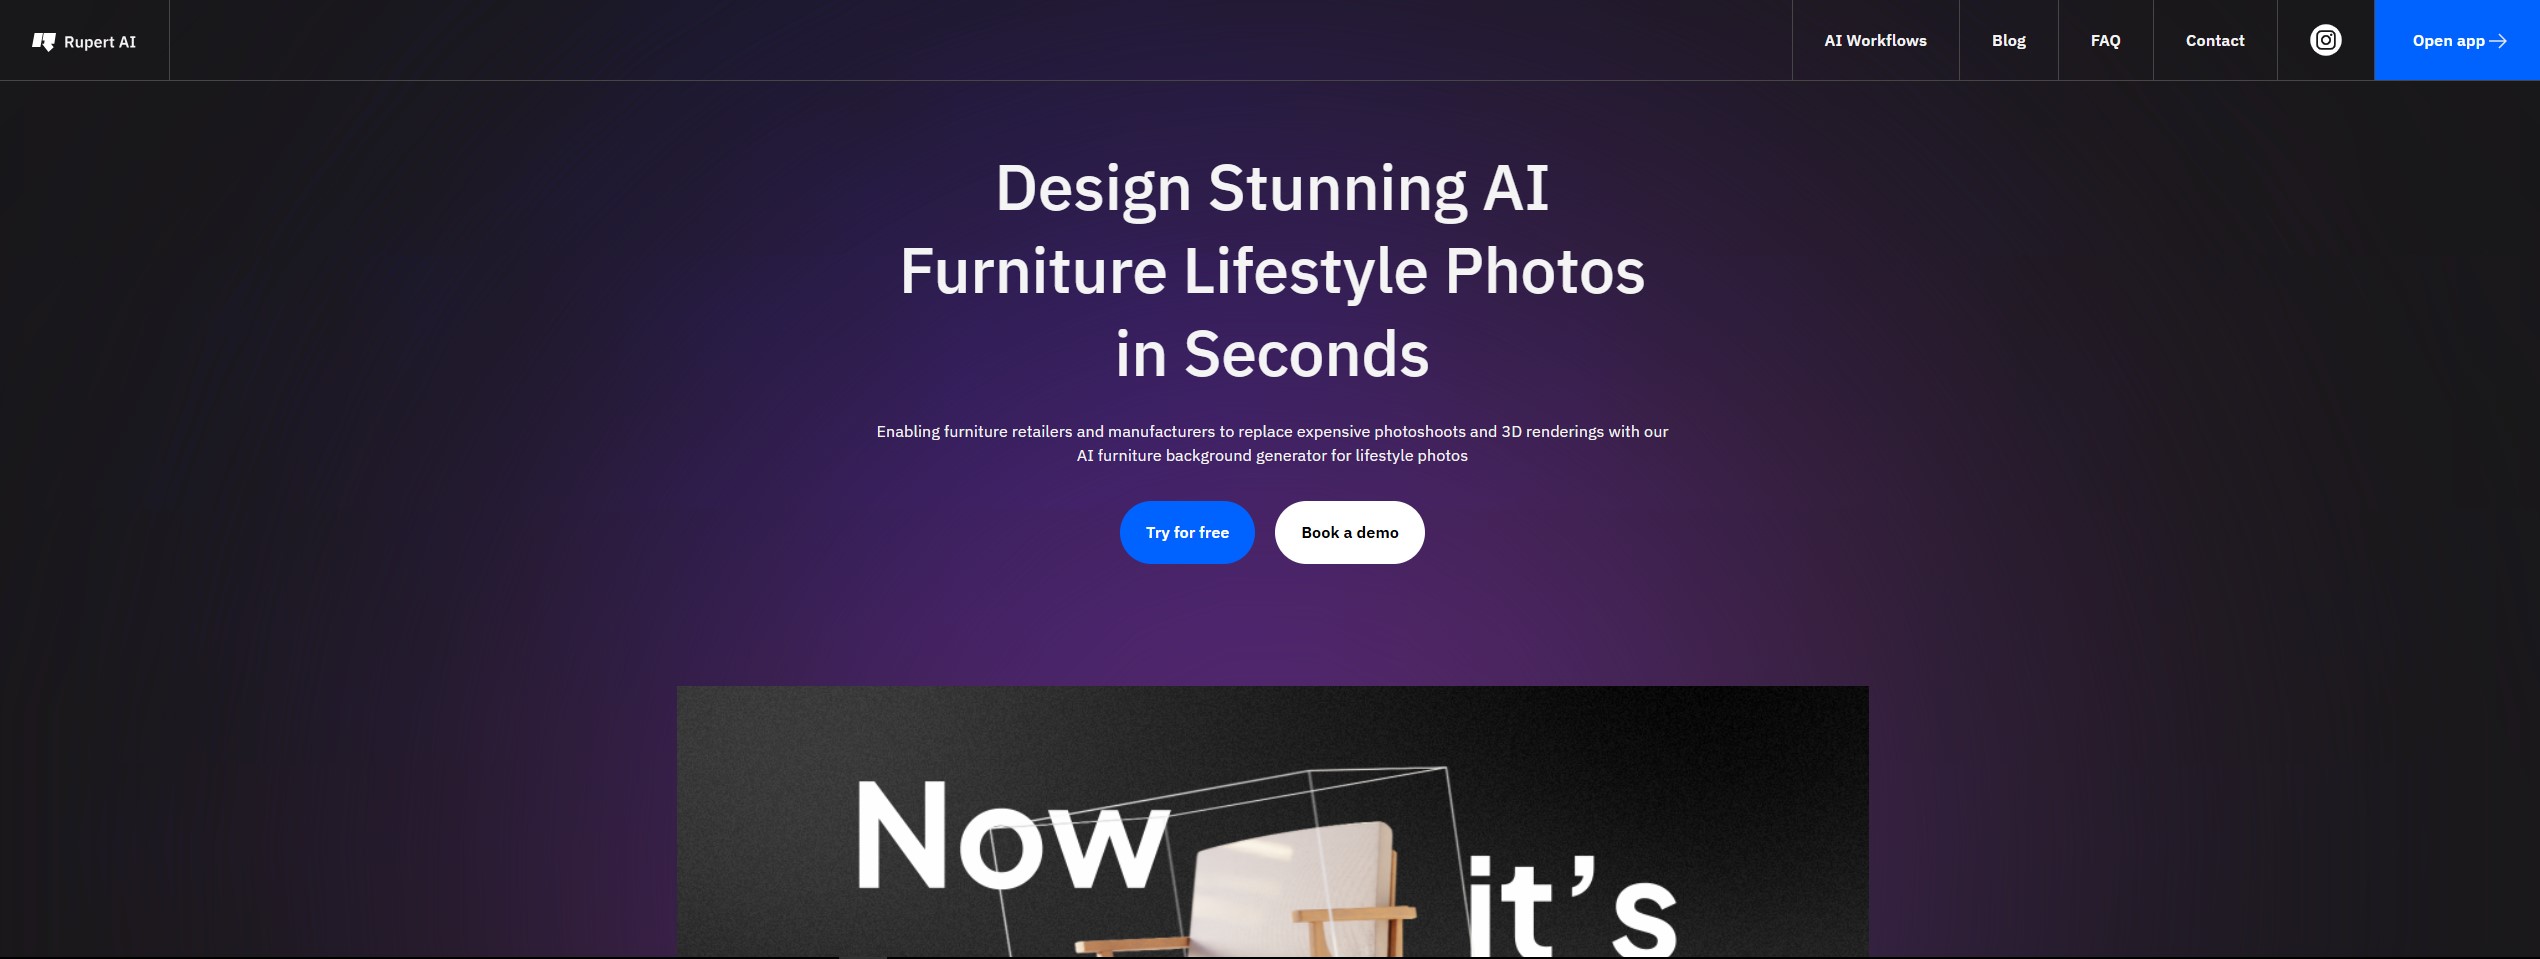 Rupert AI
AI Workflows
Blog
FAQ
Contact
Open app
Design Stunning AI
Furniture Lifestyle Photos
in Seconds
Enabling furniture retailers and manufacturers to replace expensive photoshoots and 3D renderings with our
AI furniture background generator for lifestyle photos
Try for free
Book a demo
Now
it's